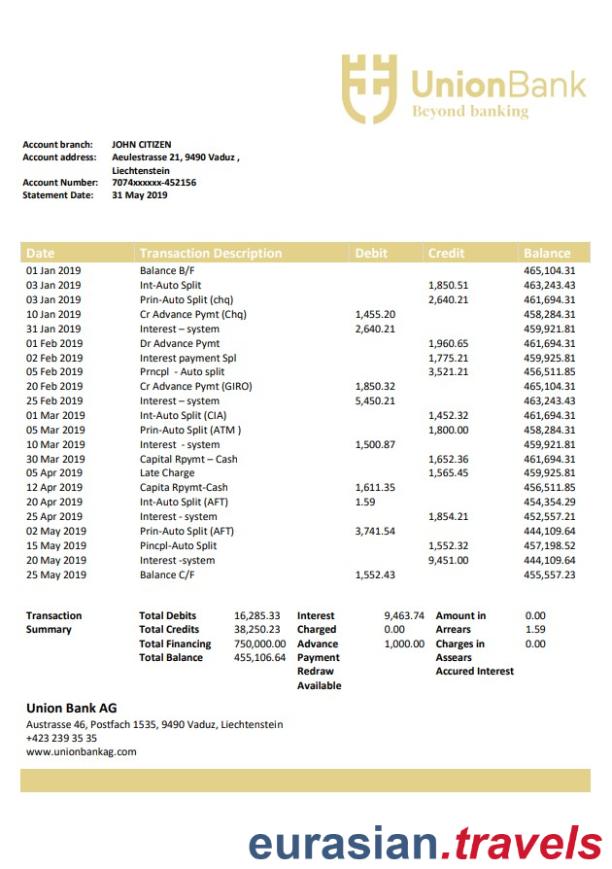 UnionBank
Beyond banking
Account branch: JOHN CITIZEN
Account address: Aeulestrasse 21, 9490 Vaduz ,
Liechtenstein
Account Number: 7074xxxxxx-452156
Statement Date: 31 May 2019
Date Transaction Description Debit Credit Balance
01 Jan 2019 Balance B/F 465,104.31
03 Jan 2019 Int-Auto Split 1,850.51 463,243.43
03 Jan 2019 Prin-Auto Split (chq) 2,640.21 461,694.31
10 Jan 2019 Cr Advance Pymt (Chq) 1,455.20 458,284.31
31 Jan 2019 Interest – system 2,640.21 459,921.81
01 Feb 2019 Dr Advance Pymt 1,960.65 461,694.31
02 Feb 2019 Interest payment Spl 1,775.21 459,925.81
05 Feb 2019 Prncpl - Auto split 3,521.21 456,511.85
20 Feb 2019 Cr Advance Pymt (GIRO) 1,850.32 465,104.31
25 Feb 2019 Interest – system 5,450.21 463,243.43
01 Mar 2019 Int-Auto Split (CIA) 1,452.32 461,694.31
05 Mar 2019 Prin-Auto Split (ATM ) 1,800.00 458,284.31
10 Mar 2019 Interest - system 1,500.87 459,921.81
30 Mar 2019 Capital Rpymt – Cash 1,652.36 461,694.31
05 Apr 2019 Late Charge 1,565.45 459,925.81
12 Apr 2019 Capita Rpymt-Cash 1,611.35 456,511.85
20 Apr 2019 Int-Auto Split (AFT) 1.59 454,354.29
25 Apr 2019 Interest - system 1,854.21 452,557.21
02 May 2019 Prin-Auto Split (AFT) 3,741.54 444,109.64
15 May 2019 Pincpl-Auto Split 1,552.32 457,198.52
20 May 2019 Interest -system 9,451.00 444,109.64
25 May 2019 Balance C/F 1,552.43 455,557.23
Transaction Total Debits 16,285.33 Interest 9,463.74 Amount in 0.00
Summary Total Credits 38,250.23 Charged 0.00 Arrears 1.59
Total Financing 750,000.00 Advance 1,000.00 Charges in 0.00
Total Balance 455,106.64 Payment Assears
Redraw Accured Interest
Available
Union Bank AG
Austrasse 46, Postfach 1535, 9490 Vaduz, Liechtenstein
+423 239 35 35
www.unionbankag.com
eurasian.travels